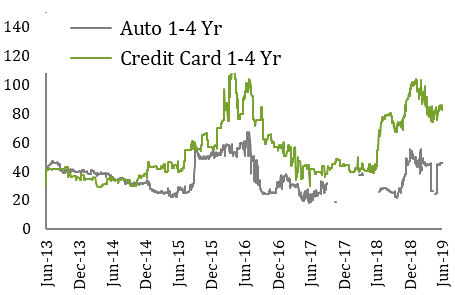 140
Auto 1-4 Yr
120
Credit Card 1-4 Yr
100
80
60
40
20
0
Jun-13
Dec-13
Jun-14
Dec-14
Jun-15
Dec-15
Jun-16
Dec-16
Jun-17
Dec-17
Jun-18
Dec-18
Jun-19